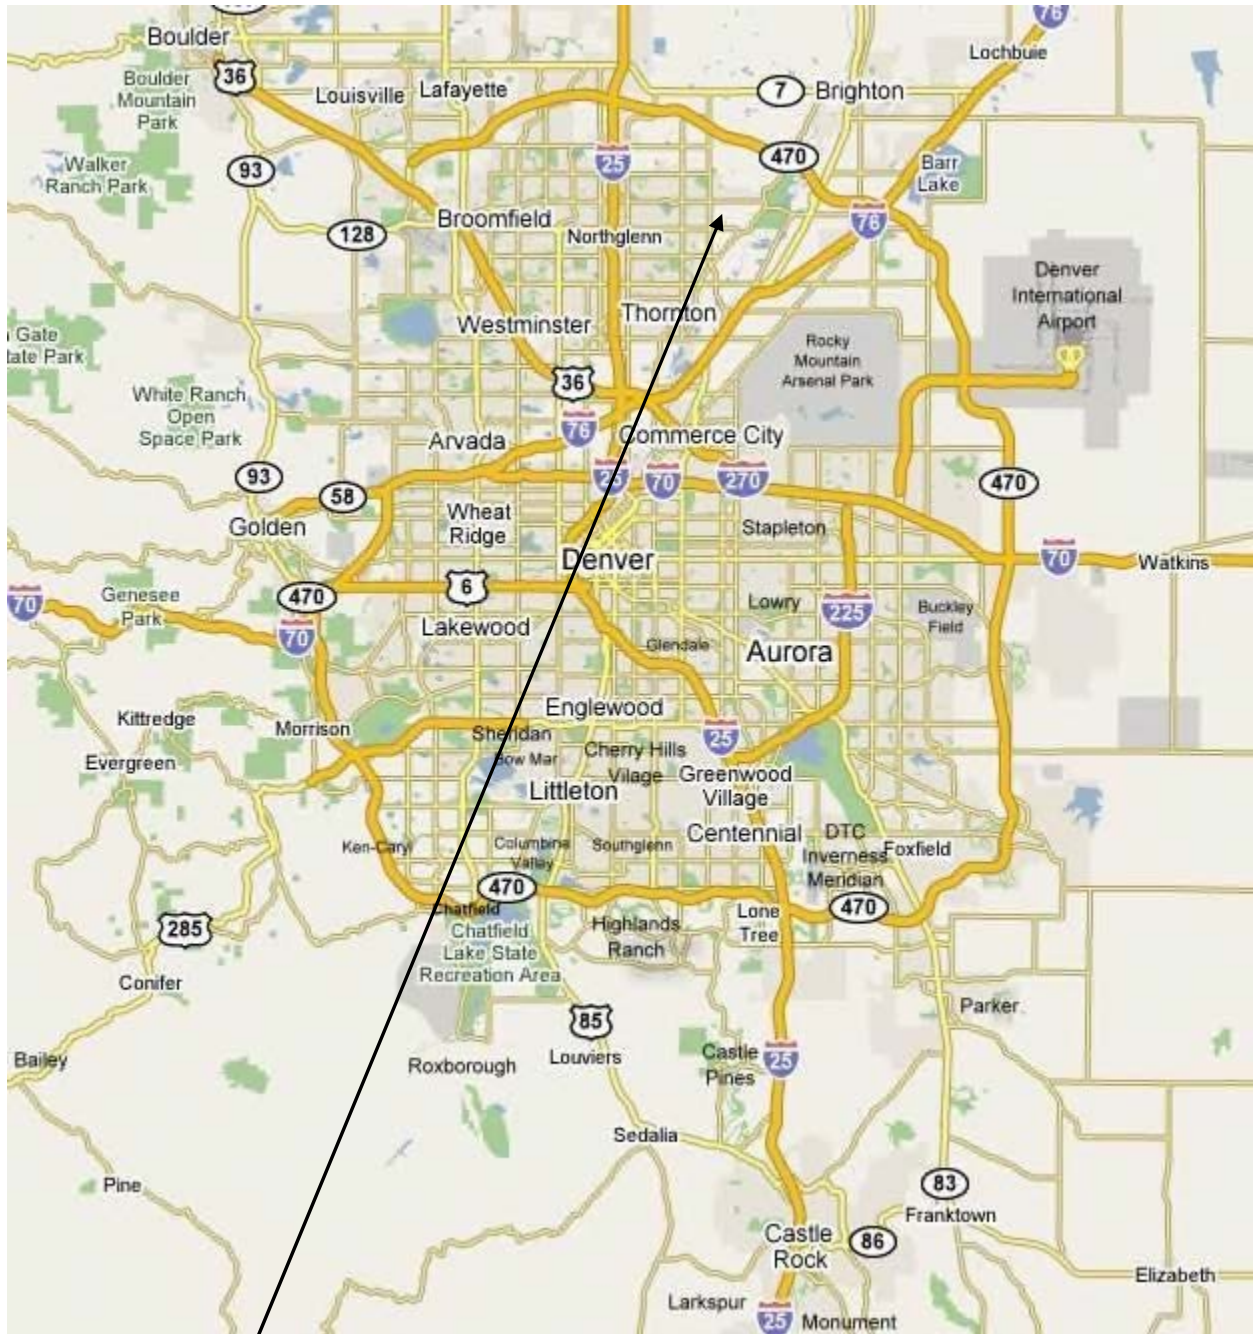 76
Boulder
Lochbuie
36
Boulder
Mountain
Park
Louisville
Lafayette
7
Brighton
25
470
Walker
Ranch Park
93
Barr
Lake
Broomfield
76
128
Northglenn
Denver
International
Airport
Thornton
Westminster
Gate
tate Park
Rocky
Mountain
Arsenal Park
36
White Ranch
Open
Space Park
76
Arvada
Commerce City
93
58
25
70
270
470
Golden
Wheat
Ridge
Stapleton
Denver
70
Watkins
70
Genesee
Park
470
6
Lowry
225
Buckley
Field
70
Lakewood
Glendale
Aurora
Kittredge
Morrison
Englewood
Sheridan
25
Evergreen
Bow Mar
Cherry Hills
Vilage
Greenwood
Village
Littleton
Ken-Caryl
Columbine
Valley
Southglenn
Centennial
DTC
Inverness
Meridian
Foxfield
470
470
Chatfield
Lone
Tree
285
Chatfield
Lake State
Recreation Area
Highlands
Ranch
Conifer
85
Parker
Bailey
Roxborough
Louviers
Castle
Pines
25
Sedalia
Pine
83
Franktown
Castle
Rock
86
Elizabeth
Larkspur
25
Monument